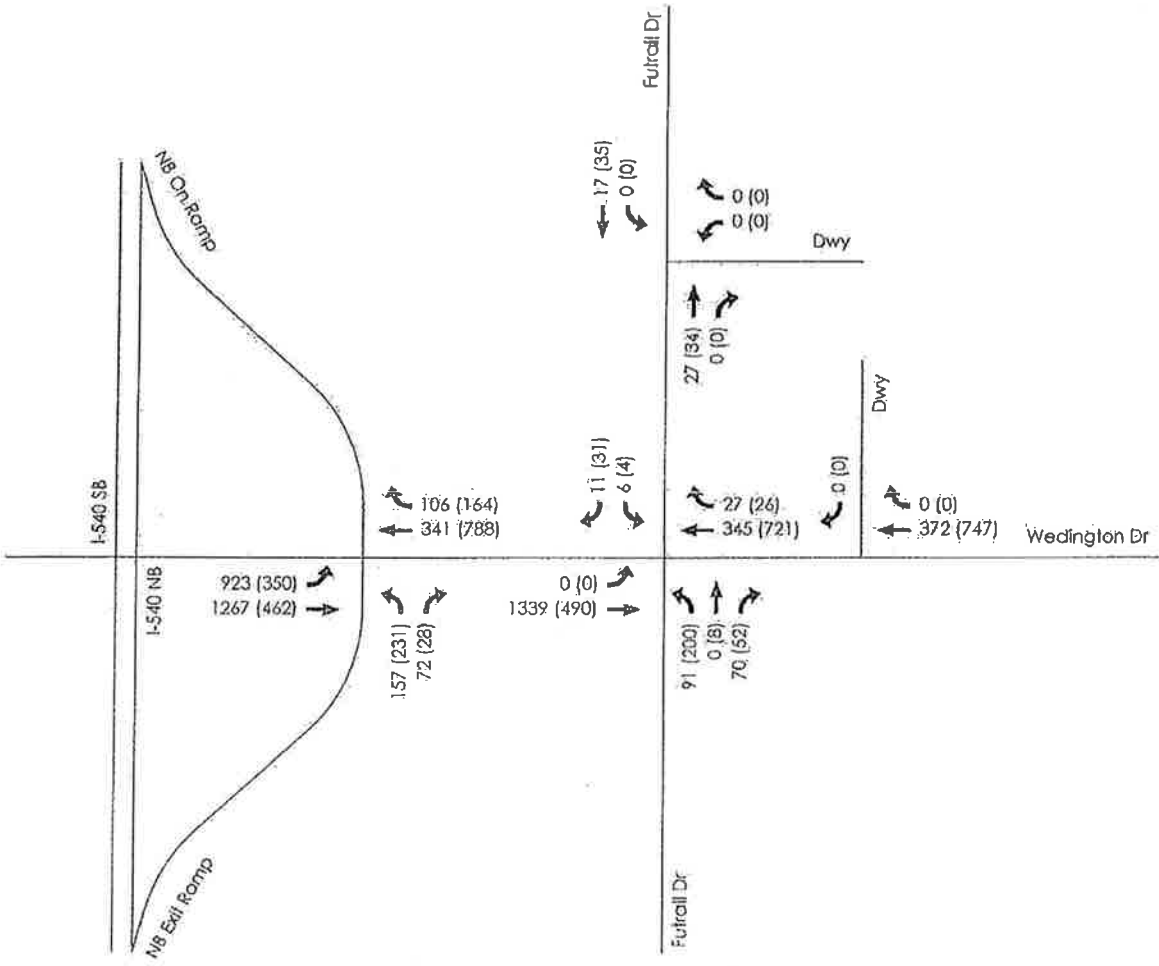 Futrall Dr
NB On Ramp
17 (35)
0 (0)
0 (0)
0 (0)
Dwy
27 (34)
0 (0)
Dwy
I-540 SB
I-540 NB
11 (31)
6 (4)
106 (164)
341 (788)
27 (26)
345 (721)
0 (0)
0 (0)
372 (747)
Wedington Dr
923 (350)
1267 (462)
157 (231)
72 (28)
0 (0)
1339 (490)
91 (200)
0 (8)
70 (52)
NB Exit Ramp
Futrall Dr